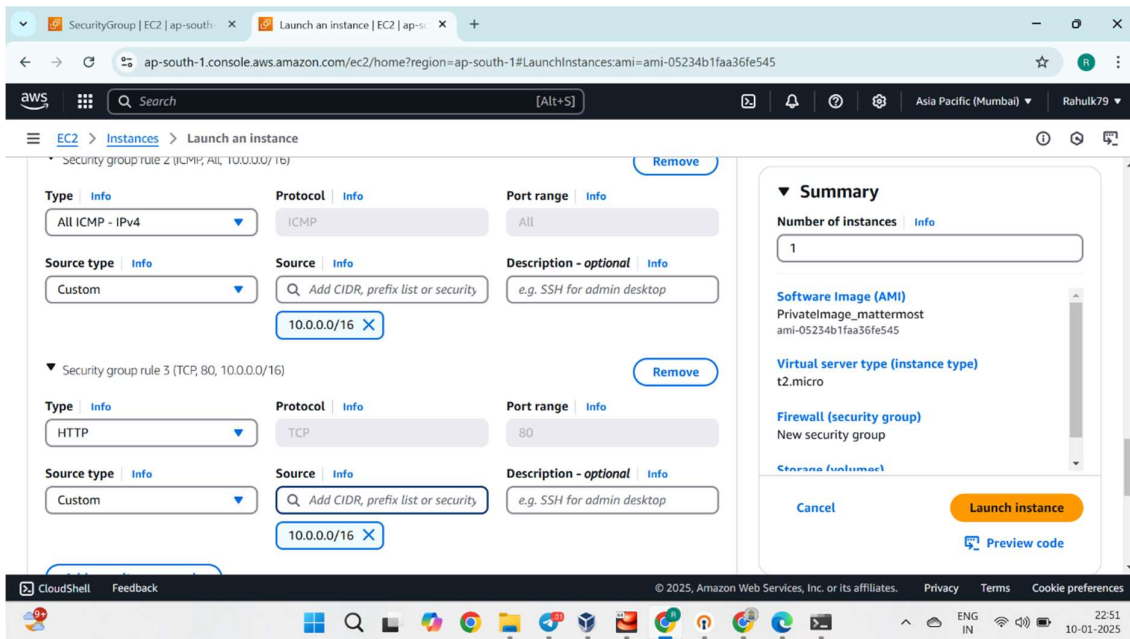 SecurityGroup | EC2 | ap-south-
Launch an instance | EC2 | ap-sc
ap-south-1.console.aws.amazon.com/ec2/home?region=ap-south-1#LaunchInstances:ami=ami-05234b1faa36fe545
R
aws
Search
[Alt+S]
Asia Pacific (Mumbai)
Rahulk79
EC2 > Instances > Launch an instance
Security group rule 2 (ICMP, All, 10.0.0.0/16)
Remove
Type Info
Protocol Info
Port range Info
All ICMP - IPv4
ICMP
All
Source type Info
Source Info
Description - optional Info
Custom
Add CIDR, prefix list or security
e.g. SSH for admin desktop
10.0.0.0/16
Security group rule 3 (TCP, 80, 10.0.0.0/16)
Remove
Type Info
Protocol Info
Port range Info
HTTP
TCP
80
Source type Info
Source Info
Description - optional Info
Custom
Add CIDR, prefix list or security
e.g. SSH for admin desktop
10.0.0.0/16
Summary
Number of instances Info
1
Software Image (AMI)
PrivateImage_mattermost
ami-05234b1faa36fe545
Virtual server type (instance type)
t2.micro
Firewall (security group)
New security group
Storage (volumes)
Cancel
Launch instance
Preview code
CloudShell
Feedback
© 2025, Amazon Web Services, Inc. or its affiliates.
Privacy
Terms
Cookie preferences
9+
ENG
IN
22:51
10-01-2025